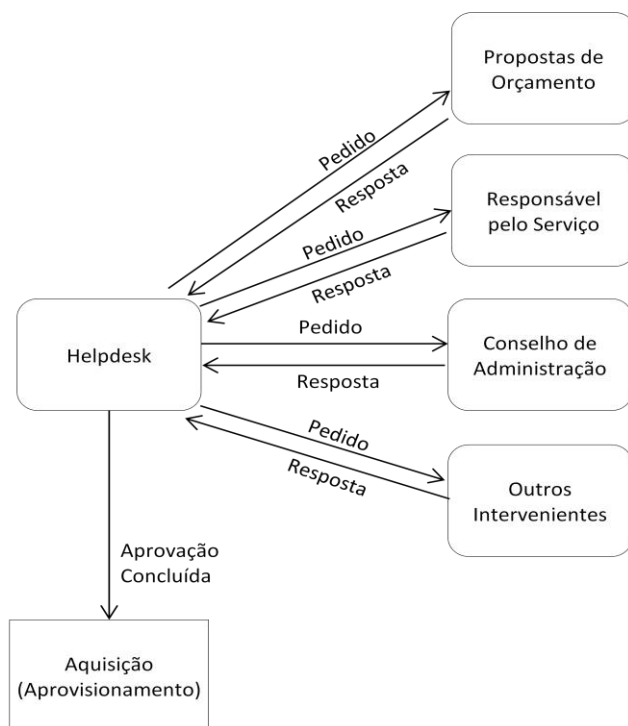 Propostas de
Orçamento
Pedido
Resposta
Responsável
pelo Serviço
Pedido
Resposta
Helpdesk
Pedido
Resposta
Conselho de
Administração
Pedido
Resposta
Outros
Intervenientes
Aprovação
Concluída
Aquisição
(Aprovisionamento)